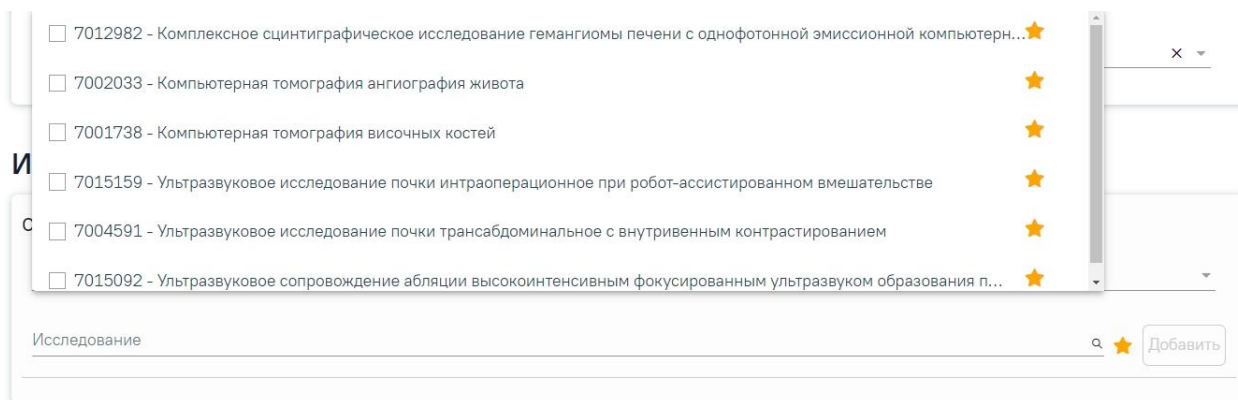 7012982 - Комплексное сцинтиграфическое исследование гемангиомы печени с однофотонной эмиссионной компьютерн...
7002033 - Компьютерная томография ангиография живота
7001738 - Компьютерная томография височных костей
И
7015159 - Ультразвуковое исследование почки интраоперационное при робот-ассистированном вмешательстве
7004591 - Ультразвуковое исследование почки трансабдоминальное с внутривенным контрастированием
7015092 - Ультразвуковое сопровождение абляции высокоинтенсивным фокусированным ультразвуком образования п...
Исследование
Добавить